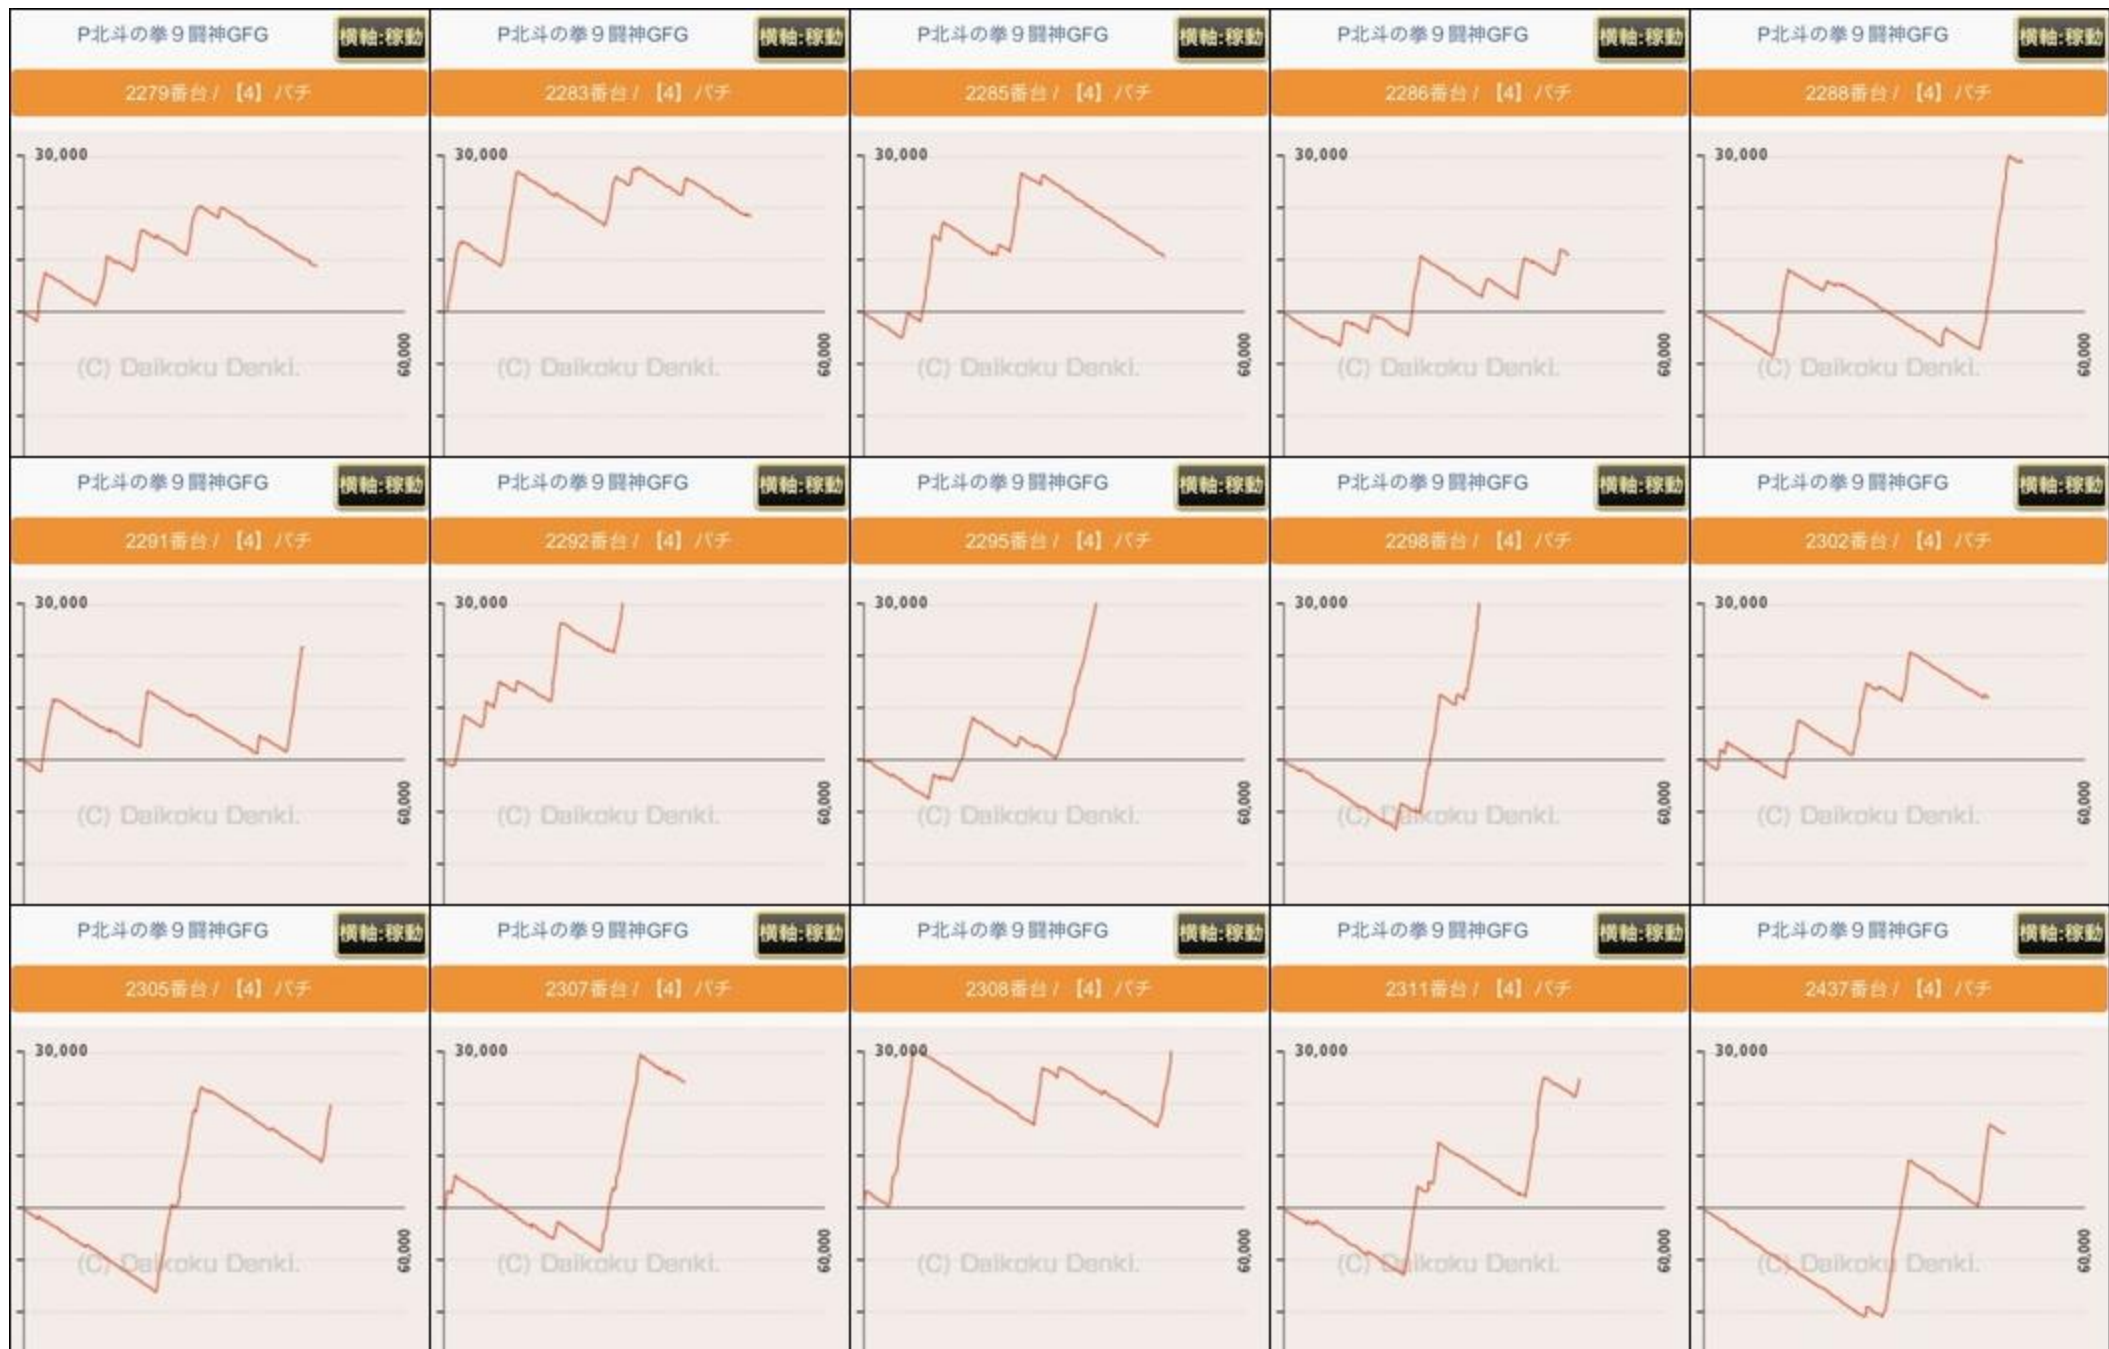 P北斗の拳9闘神GFG
横軸:稼動
2279番台 / 【4】パチ
30,000
60,000
(C) Daikoku Denki.
P北斗の拳9闘神GFG
横軸:稼動
2283番台 / 【4】パチ
30,000
60,000
(C) Daikoku Denki.
P北斗の拳9闘神GFG
横軸:稼動
2285番台 / 【4】パチ
30,000
60,000
(C) Daikoku Denki.
P北斗の拳9闘神GFG
横軸:稼動
2286番台 / 【4】パチ
30,000
60,000
(C) Daikoku Denki.
P北斗の拳9闘神GFG
横軸:稼動
2288番台 / 【4】パチ
30,000
60,000
(C) Daikoku Denki.
P北斗の拳9闘神GFG
横軸:稼動
2291番台 / 【4】パチ
30,000
60,000
(C) Daikoku Denki.
P北斗の拳9闘神GFG
横軸:稼動
2292番台 / 【4】パチ
30,000
60,000
(C) Daikoku Denki.
P北斗の拳9闘神GFG
横軸:稼動
2295番台 / 【4】パチ
30,000
60,000
(C) Daikoku Denki.
P北斗の拳9闘神GFG
横軸:稼動
2298番台 / 【4】パチ
30,000
60,000
(C) Daikoku Denki.
P北斗の拳9闘神GFG
横軸:稼動
2302番台 / 【4】パチ
30,000
60,000
(C) Daikoku Denki.
P北斗の拳9闘神GFG
横軸:稼動
2305番台 / 【4】パチ
30,000
60,000
(C) Daikoku Denki.
P北斗の拳9闘神GFG
横軸:稼動
2307番台 / 【4】パチ
30,000
60,000
(C) Daikoku Denki.
P北斗の拳9闘神GFG
横軸:稼動
2308番台 / 【4】パチ
30,000
60,000
(C) Daikoku Denki.
P北斗の拳9闘神GFG
横軸:稼動
2311番台 / 【4】パチ
30,000
60,000
(C) Daikoku Denki.
P北斗の拳9闘神GFG
横軸:稼動
2437番台 / 【4】パチ
30,000
60,000
(C) Daikoku Denki.